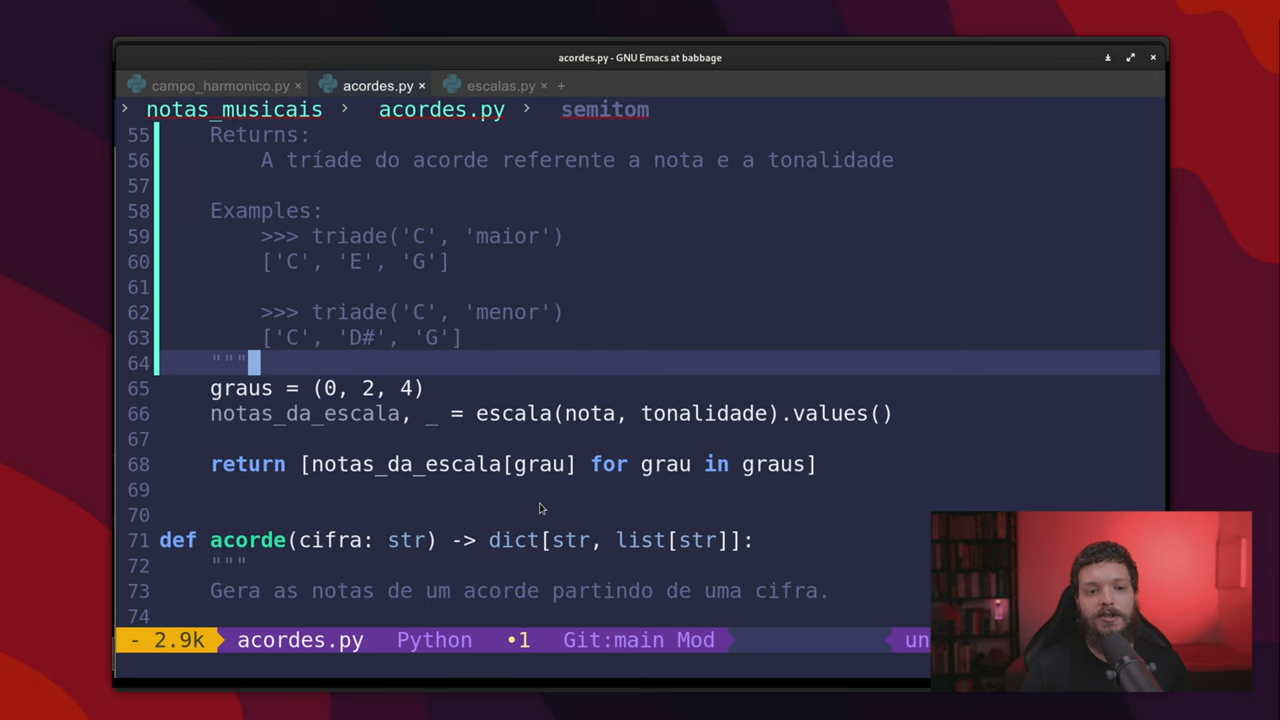 acordes.py - GNU Emacs at babbage
campo_harmonico.py × acordes.py × escalas.py × +
› notas_musicais › acordes.py › semitom
55 Returns:
56 A tríade do acorde referente a nota e a tonalidade
57
58 Examples:
59 >>> triade('C', 'maior')
60 ['C', 'E', 'G']
61
62 >>> triade('C', 'menor')
63 ['C', 'D#', 'G']
64 """
65 graus = (0, 2, 4)
66 notas_da_escala, _ = escala(nota, tonalidade).values()
67
68 return [notas_da_escala[grau] for grau in graus]
69
70
71 def acorde(cifra: str) -> dict[str, list[str]]:
72 """
73 Gera as notas de um acorde partindo de uma cifra.
74
- 2.9k acordes.py Python •1 Git:main Mod un